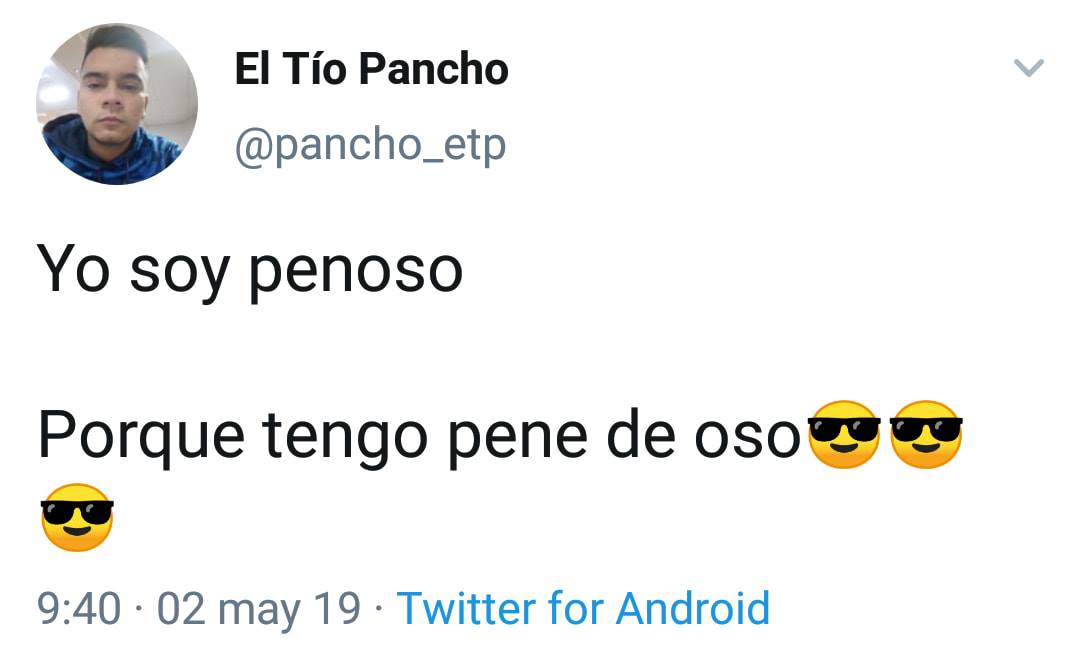 El Tío Pancho
@pancho_etp
Yo soy penoso
Porque tengo pene de oso😎😎
😎
9:40 · 02 may 19 · Twitter for Android